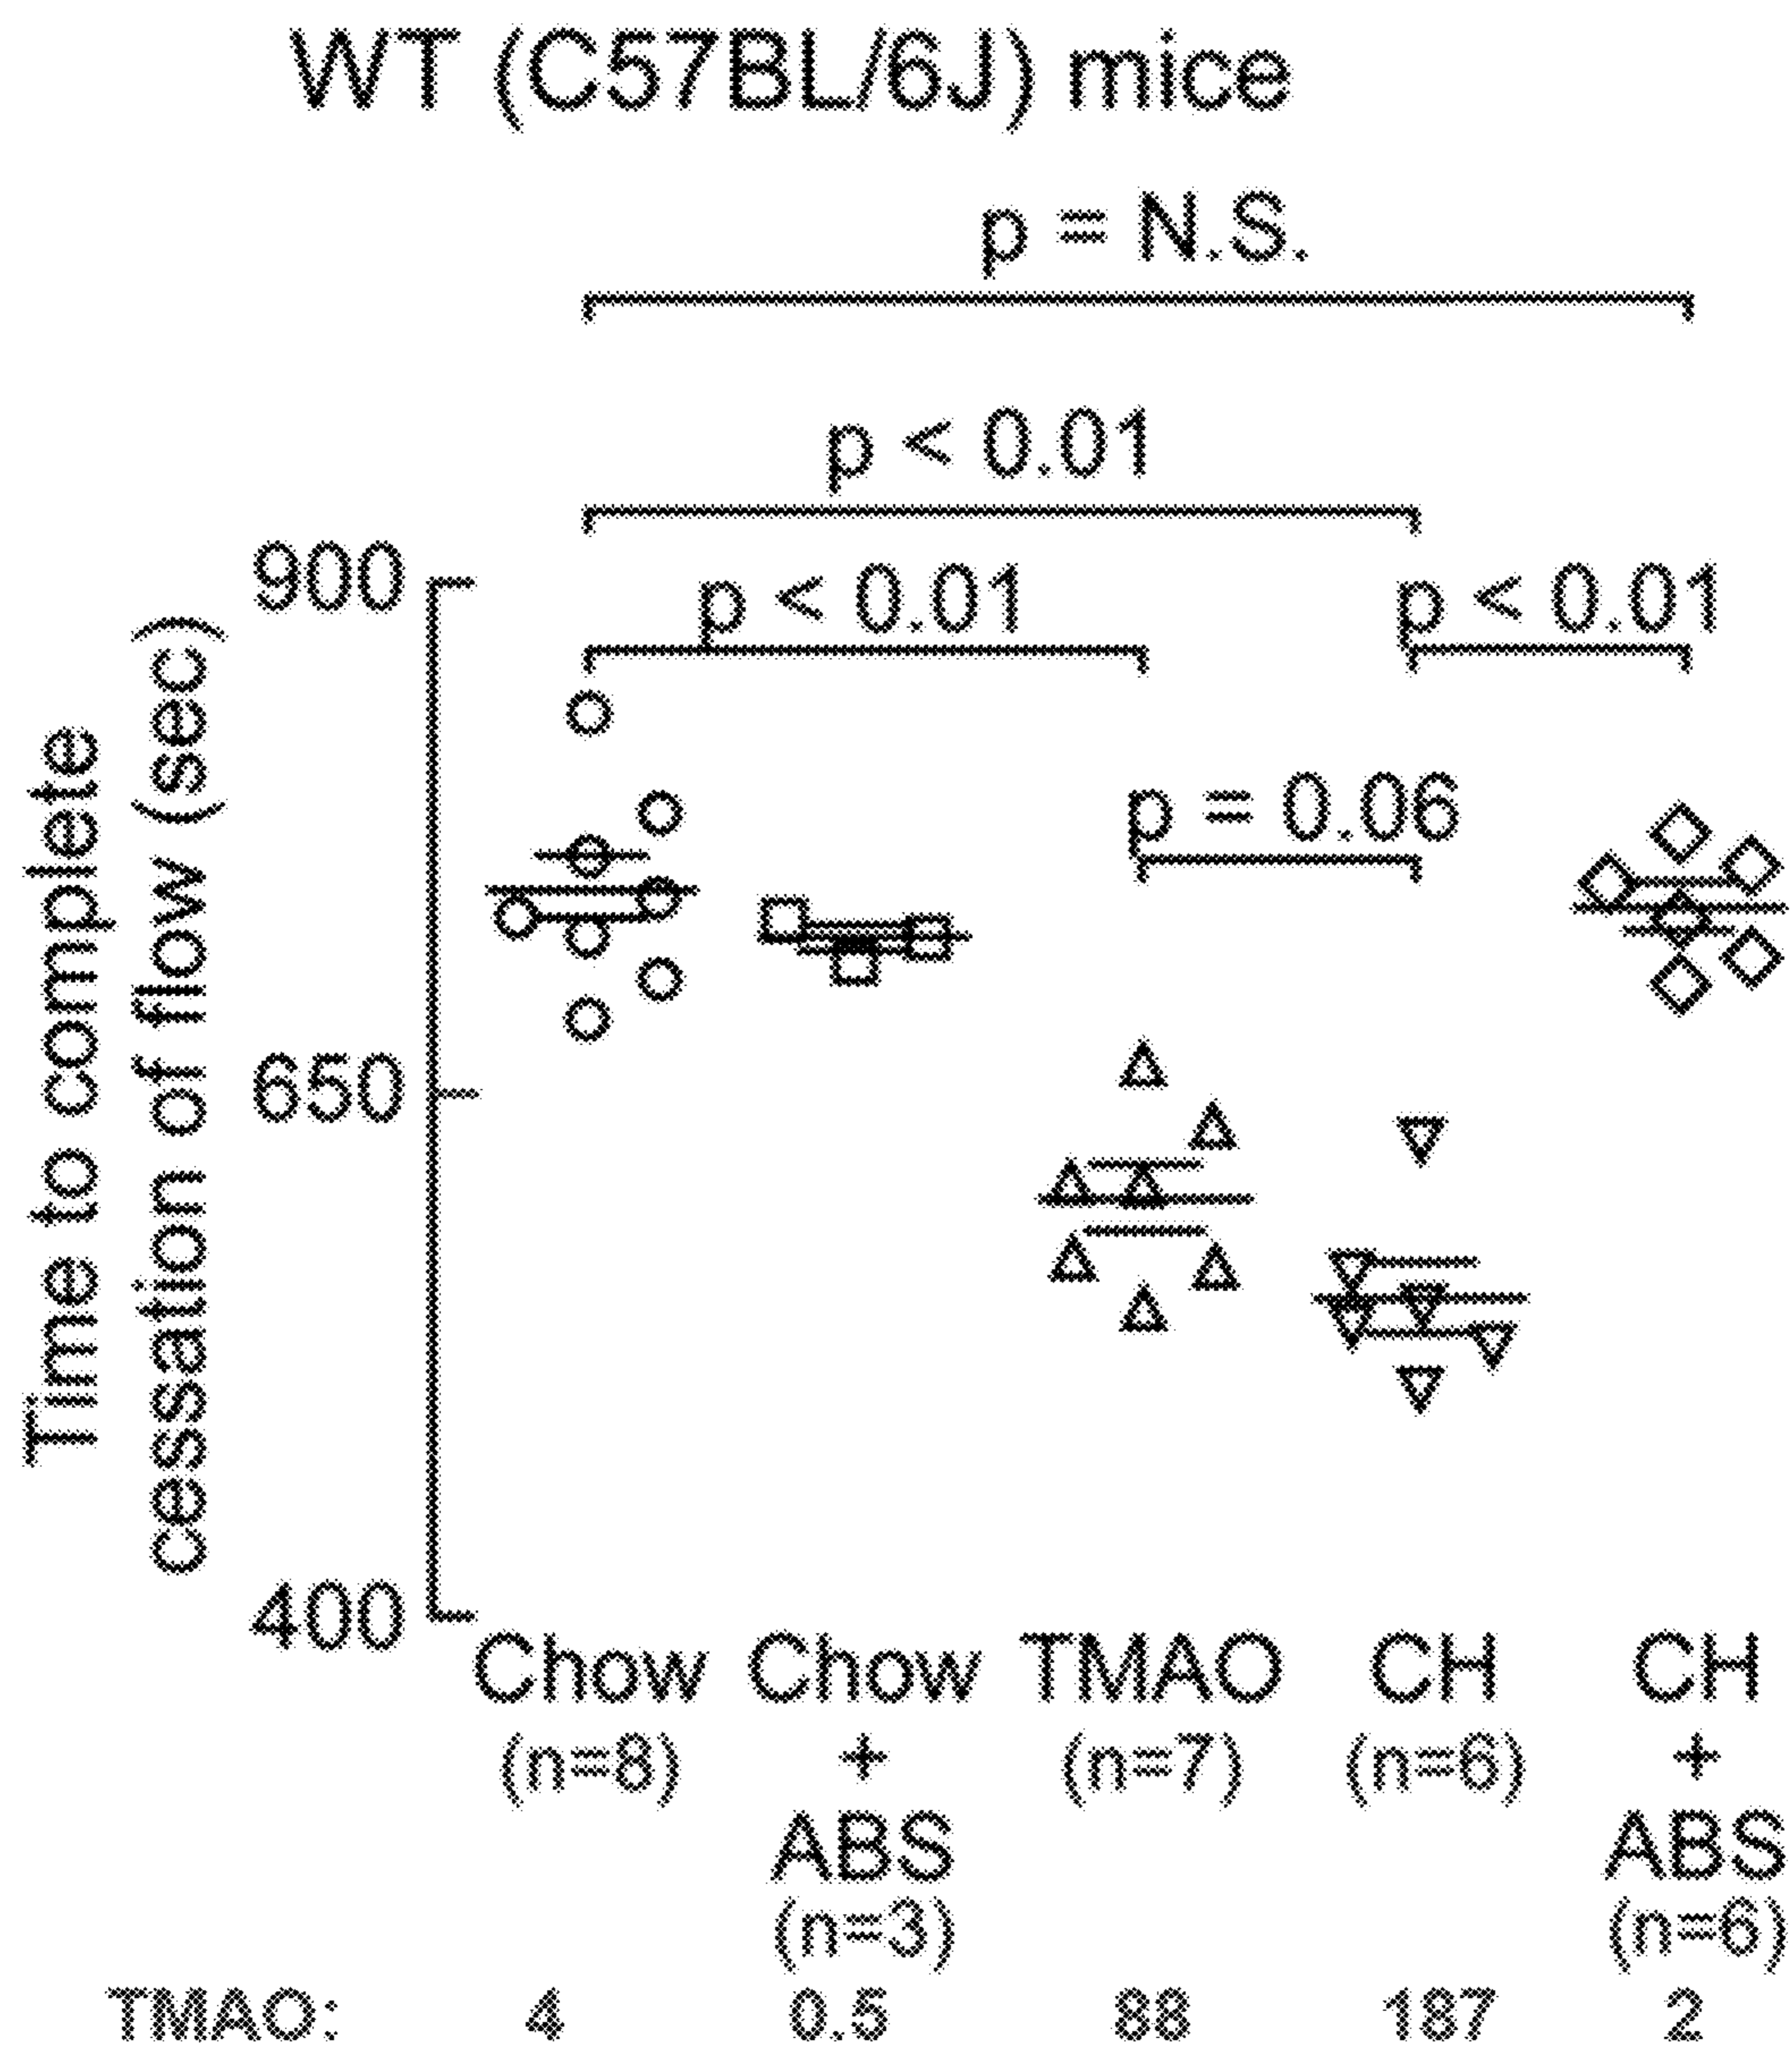 WT (C57BL/6J) mice
p = N.S.
p < 0.01
p < 0.01
p < 0.01
p = 0.06
Time to complete
cessation of flow (sec)
900
650
400
Chow Chow TMAO CH CH
(n=8) + (n=7) (n=6) +
ABS ABS
(n=3) (n=6)
TMAO: 4 0.5 88 187 2